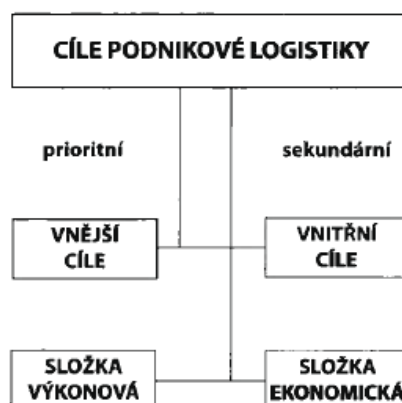 CÍLE PODNIKOVÉ LOGISTIKY
prioritní
sekundární
VNĚJŠÍ
CÍLE
VNITŘNÍ
CÍLE
SLOŽKA
VÝKONOVÁ
SLOŽKA
EKONOMICKÁ